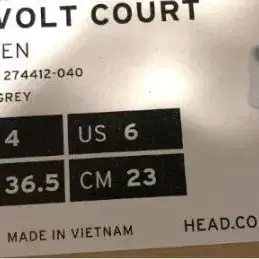 VOLT COURT
EN
274412-040
GREY
4 US 6
36.5 CM 23
MADE IN VIETNAM HEAD.CO